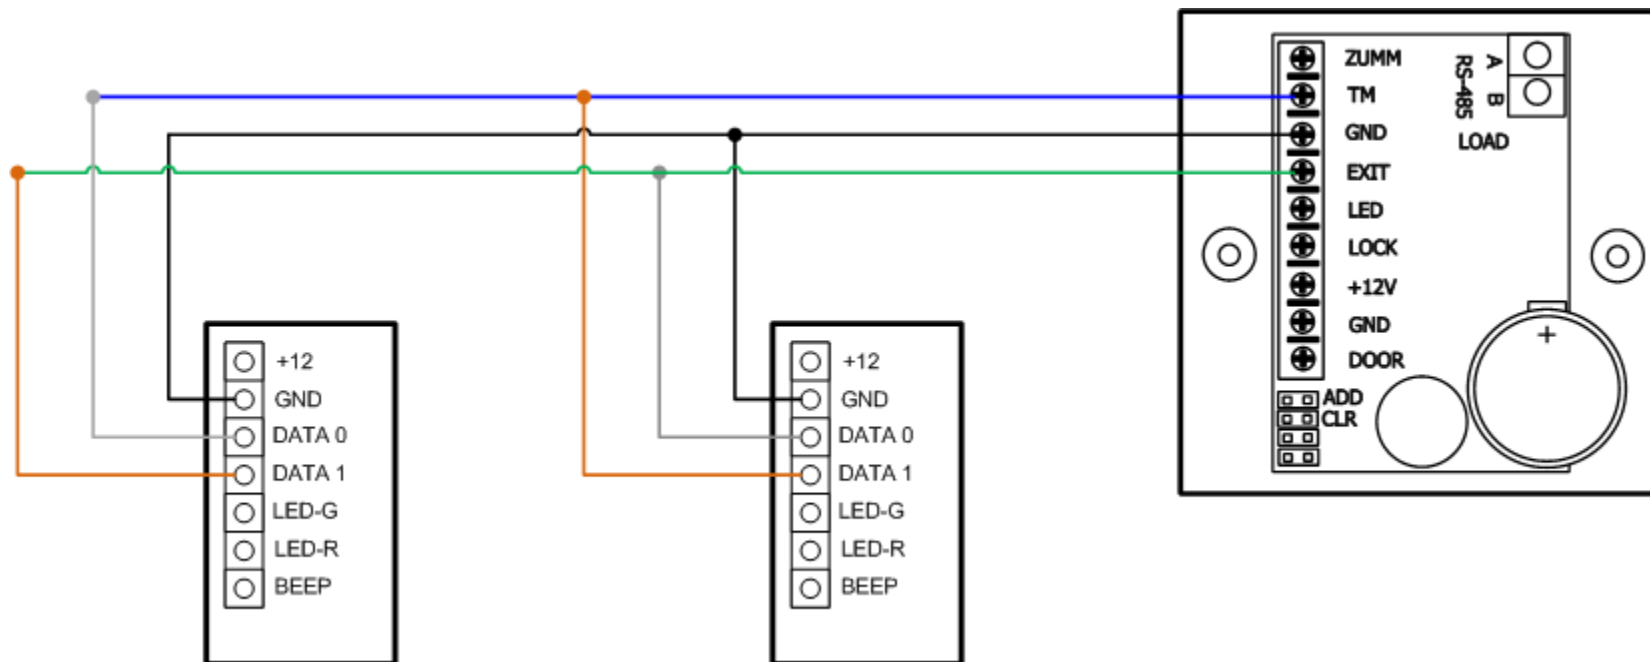 ZUMM
TM
GND
EXIT
LED
LOCK
+12V
GND
DOOR
ADD
CLR
A
B
RS-485
LOAD
+
+12
GND
DATA 0
DATA 1
LED-G
LED-R
BEEP
+12
GND
DATA 0
DATA 1
LED-G
LED-R
BEEP